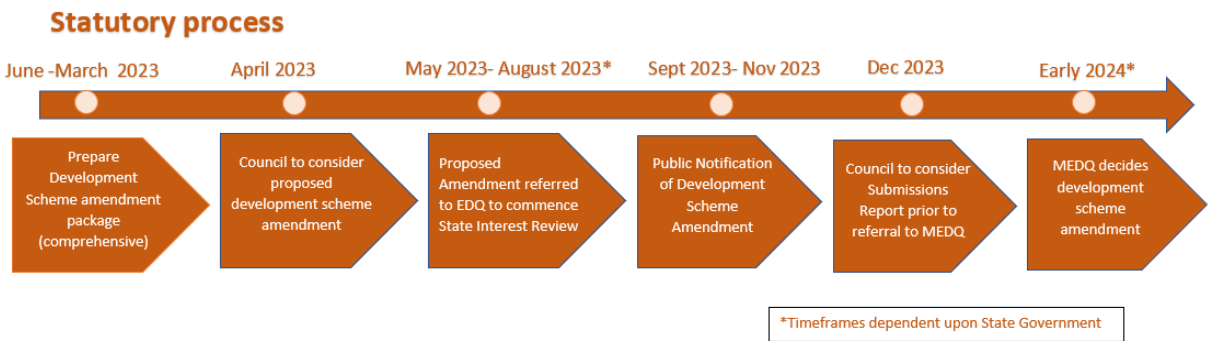 Statutory process
June -March 2023
April 2023
May 2023- August 2023*
Sept 2023- Nov 2023
Dec 2023
Early 2024*
Prepare
Development
Scheme amendment
package
(comprehensive)
Council to consider
proposed
development scheme
amendment
Proposed
Amendment referred
to EDQ to commence
State Interest Review
Public Notification
of Development
Scheme
Amendment
Council to consider
Submissions
Report prior to
referral to MEDQ
MEDQ decides
development
scheme
amendment
*Timeframes dependent upon State Government